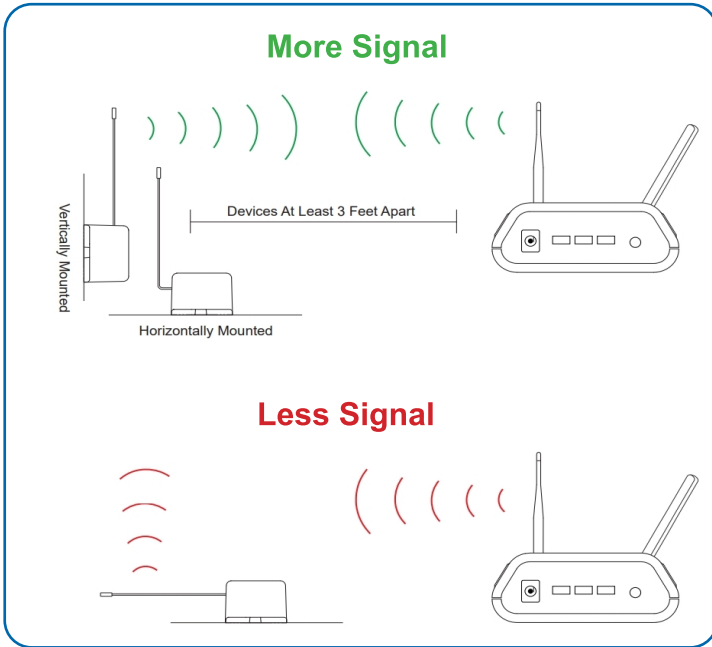 More Signal
Vertically Mounted
Devices At Least 3 Feet Apart
Horizontally Mounted
Less Signal